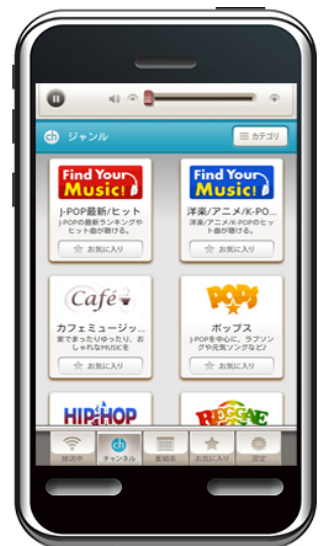 ch ジャンル
カテゴリ
Find Your
Music!
J-POP最新/ヒット
J-POPの最新ランキングや
ヒット曲が聴ける。
お気に入り
Find Your
Music!
洋楽/アニメ/K-PO...
洋楽/アニメ/K-POPのヒッ
ト曲が聴ける。
お気に入り
Café
カフェミュージッ...
家でまったりゆったり、お
しゃれなMUSICを
お気に入り
POPS
ポップス
J-POPを中心に、ラブソン
グや元気ソングなど♪
お気に入り
HIPHOP
REGGAE
放送中
ch
チャンネル
番組表
お気に入り
設定